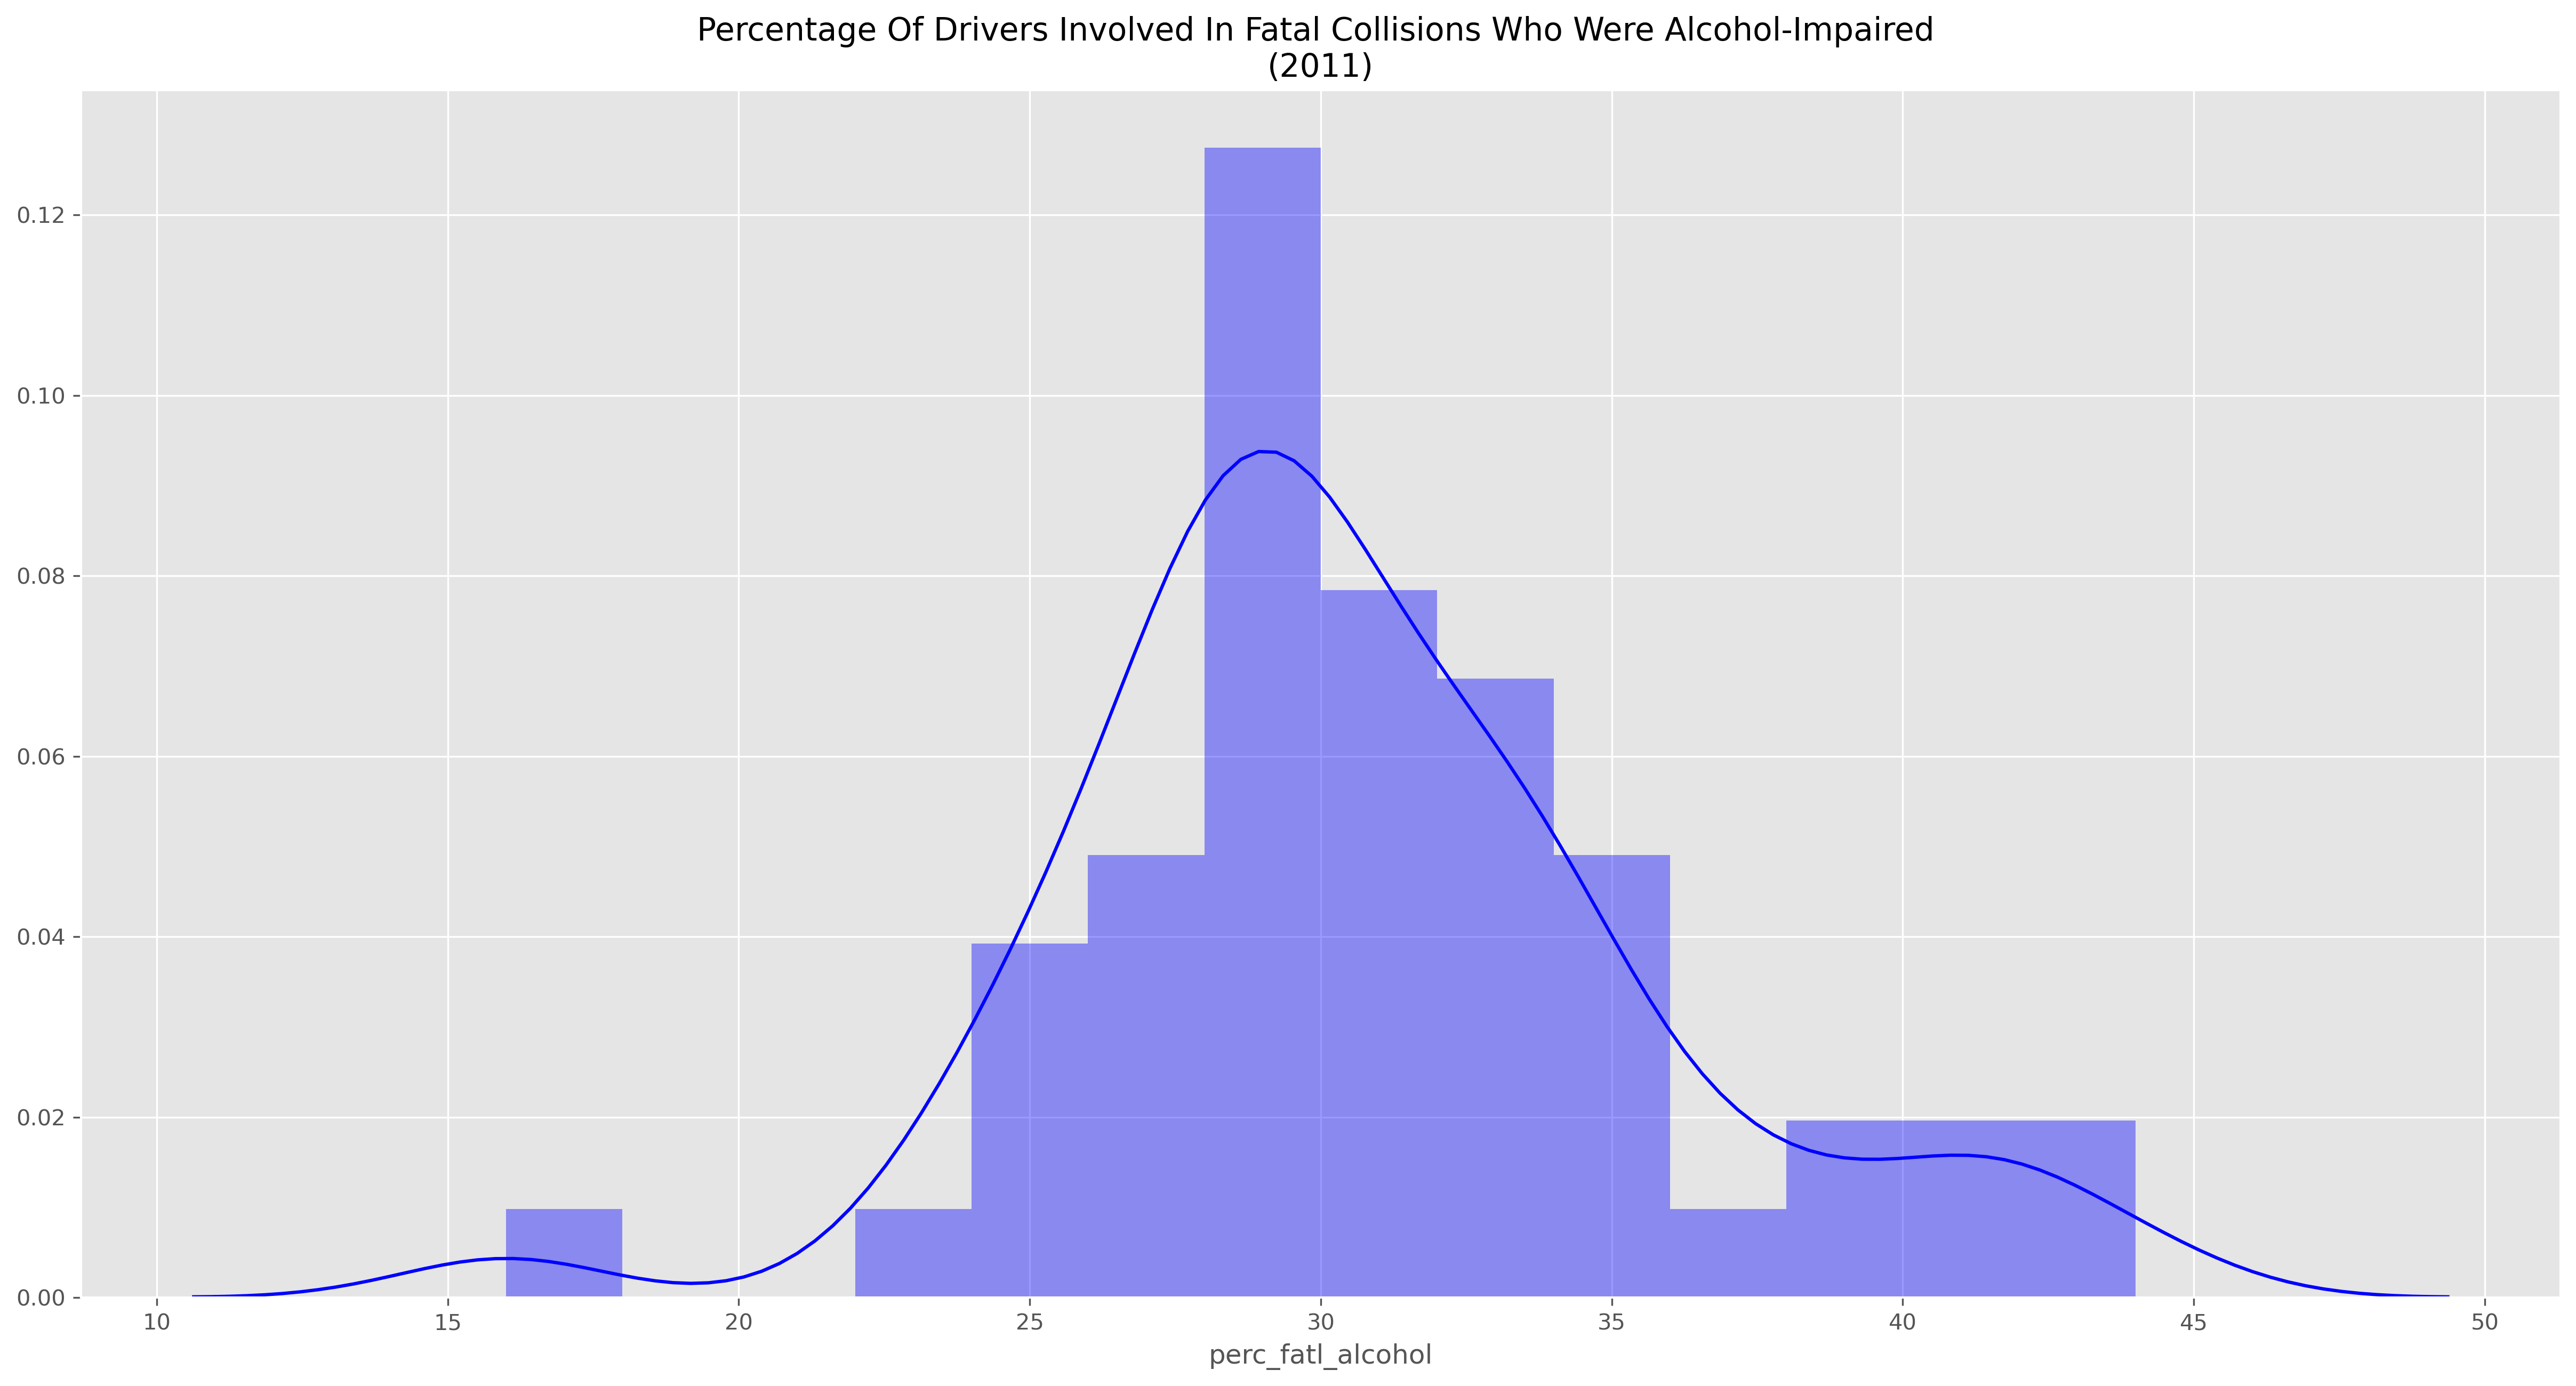 Percentage Of Drivers Involved In Fatal Collisions Who Were Alcohol-Impaired
(2011)
0.12
0.10
0.08
0.06
0.04
0.02
0.00
10 15 20 25 30 35 40 45 50
perc_fatl_alcohol